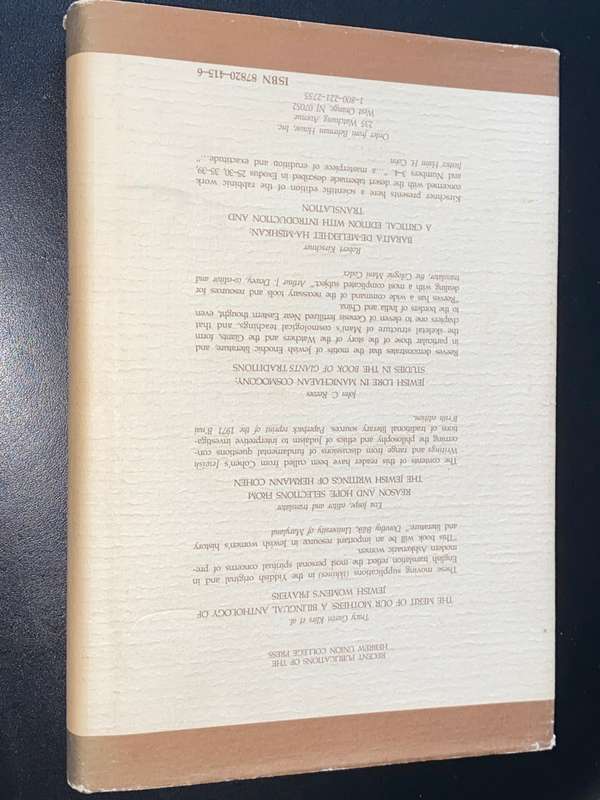 RECENT PUBLICATIONS OF THE
HEBREW UNION COLLEGE PRESS
Tracy Guren Klirs et al.
THE MERIT OF OUR MOTHERS: A BILINGUAL ANTHOLOGY OF
JEWISH WOMEN'S PRAYERS
These moving supplications (tkhines) in the Yiddish original and in
English translation reflect the most personal spiritual concerns of pre-
modern Ashkenazic women.
"This book will be an important resource in Jewish women's history
and literature." Dorothy Bilik, University of Maryland
Eva Jospe, editor and translator
REASON AND HOPE: SELECTIONS FROM
THE JEWISH WRITINGS OF HERMANN COHEN
The contents of this reader have been culled from Cohen's Jewish
Writings and range from discussions of fundamental questions con-
cerning the philosophy and ethics of Judaism to interpretive investiga-
tions of traditional literary sources. Paperback reprint of the 1971 B'nai
B'rith edition.
John C. Reeves
JEWISH LORE IN MANICHAEAN COSMOGONY:
STUDIES IN THE BOOK OF GIANTS TRADITIONS
Reeves demonstrates that the motifs of Jewish Enochic literature, and
in particular those of the story of the Watchers and the Giants, form
the skeletal structure of Mani's cosmological teachings, and that
chapters one to eleven of Genesis fertilized Near Eastern thought, even
to the borders of India and China.
"Reeves has a wide command of the necessary tools and resources for
dealing with a most complicated subject." Arthur J. Dewey, co-editor and
translator, the Cologne Mani Codex
Robert Kirschner
BARAITA DE-MELEKHET HA-MISHKAN:
A CRITICAL EDITION WITH INTRODUCTION AND
TRANSLATION
Kirschner presents here a scientific edition of the rabbinic work
concerned with the desert tabernacle described in Exodus 25-30, 35-39,
and Numbers 3-4. "...a masterpiece of erudition and exactitude..."
Justice Haim H. Cohn
Order from Behrman House, Inc.
235 Watchung Avenue
West Orange, NJ 07052
1-800-221-2755
ISBN 87820-415-6